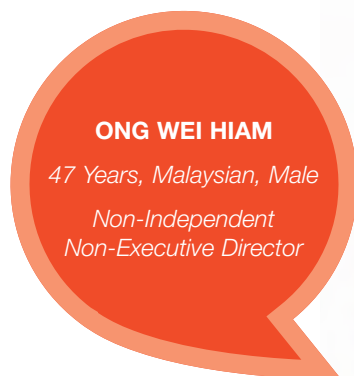 ONG WEI HIAM
47 Years, Malaysian, Male
Non-Independent
Non-Executive Director